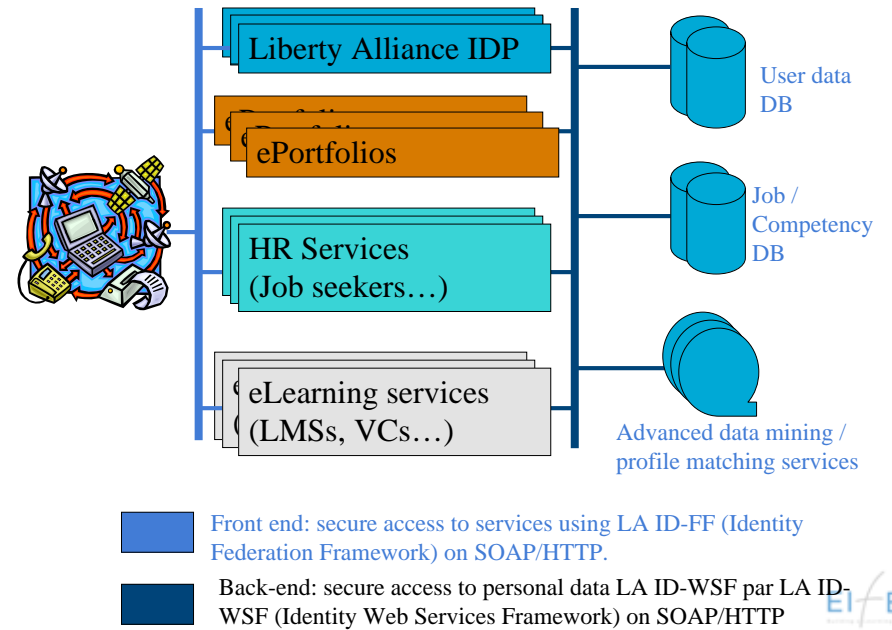 Liberty Alliance IDP
User data
DB
ePortfolios
Job /
Competency
DB
HR Services
(Job seekers…)
eLearning services
(LMSs, VCs…)
Advanced data mining /
profile matching services
Front end: secure access to services using LA ID-FF (Identity
Federation Framework) on SOAP/HTTP.
Back-end: secure access to personal data LA ID-WSF par LA ID-
WSF (Identity Web Services Framework) on SOAP/HTTP